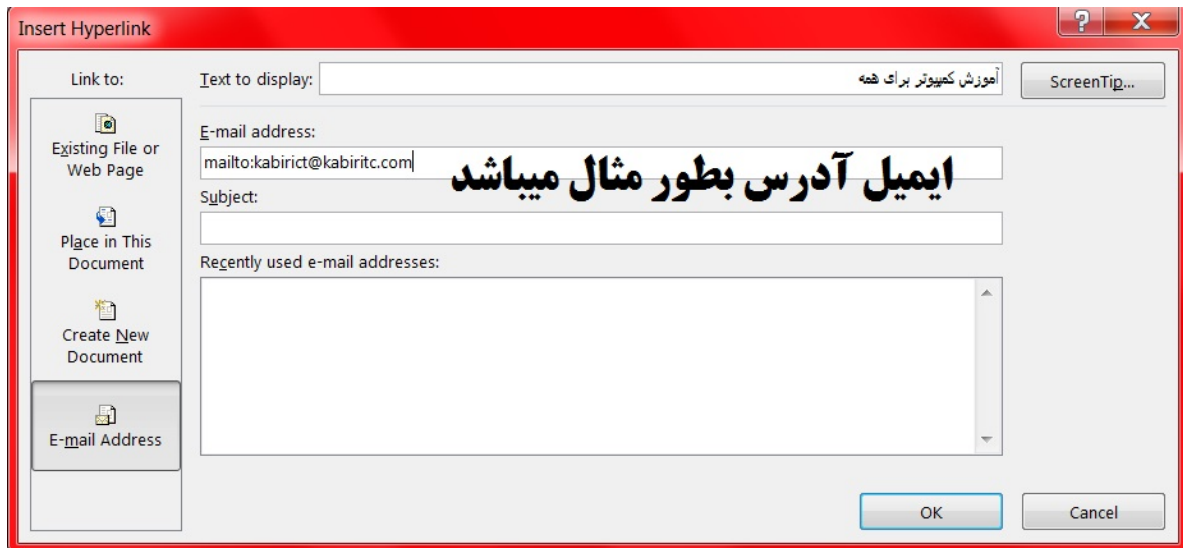 Insert Hyperlink
Link to:
Text to display:
آموزش کمپیوتر برای همه
ScreenTip...
Existing File or
Web Page
Place in This
Document
Create New
Document
E-mail Address
E-mail address:
mailto:kabirict@kabiritc.com
ایمیل آدرس بطور مثال میباشد
Subject:
Recently used e-mail addresses:
OK
Cancel